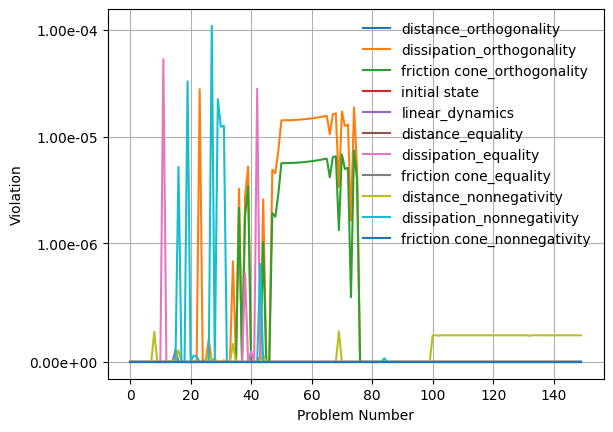 1.00e-04
1.00e-05
1.00e-06
0.00e+00
Violation
distance_orthogonality
dissipation_orthogonality
friction cone_orthogonality
initial state
linear_dynamics
distance_equality
dissipation_equality
friction cone_equality
distance_nonnegativity
dissipation_nonnegativity
friction cone_nonnegativity
0 20 40 60 80 100 120 140
Problem Number